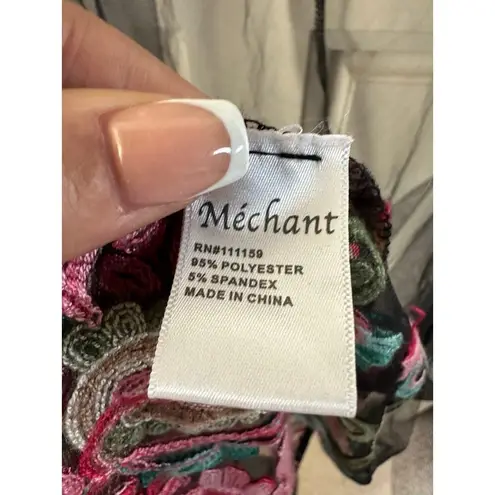 Méchant
RN#111159
95% POLYESTER
5% SPANDEX
MADE IN CHINA